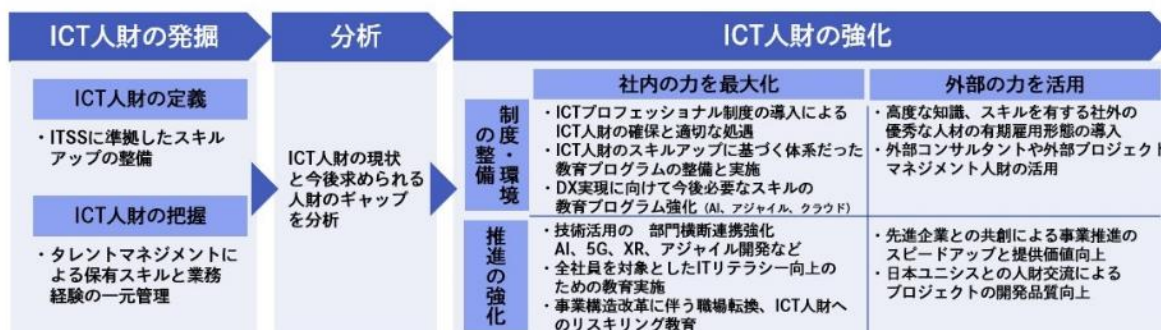 ICT人財の発掘
分析
ICT人財の強化
ICT人財の定義
・ITSSに準拠したスキル
アップの整備
ICT人財の把握
・タレントマネジメントに
よる保有スキルと業務
経験の一元管理
ICT人財の現状
と今後求められる
人財のギャップ
を分析
社内の力を最大化
外部の力を活用
制度・環境
の整備
・ICTプロフェッショナル制度の導入による
ICT人財の確保と適切な処遇
・ICT人財のスキルアップに基づく体系だった
教育プログラムの整備と実施
・DX実現に向けて今後必要なスキルの
教育プログラム強化（AI、アジャイル、クラウド）
・高度な知識、スキルを有する社外の
優秀な人材の有期雇用形態の導入
・外部コンサルタントや外部プロジェクト
マネジメント人財の活用
推進の強化
・技術活用の　部門横断連携強化
AI、5G、XR、アジャイル開発など
・全社員を対象としたITリテラシー向上の
ための教育実施
・事業構造改革に伴う職場転換、ICT人財へ
のリスキリング教育
・先進企業との共創による事業推進の
スピードアップと提供価値向上
・日本ユニシスとの人財交流による
プロジェクトの開発品質向上